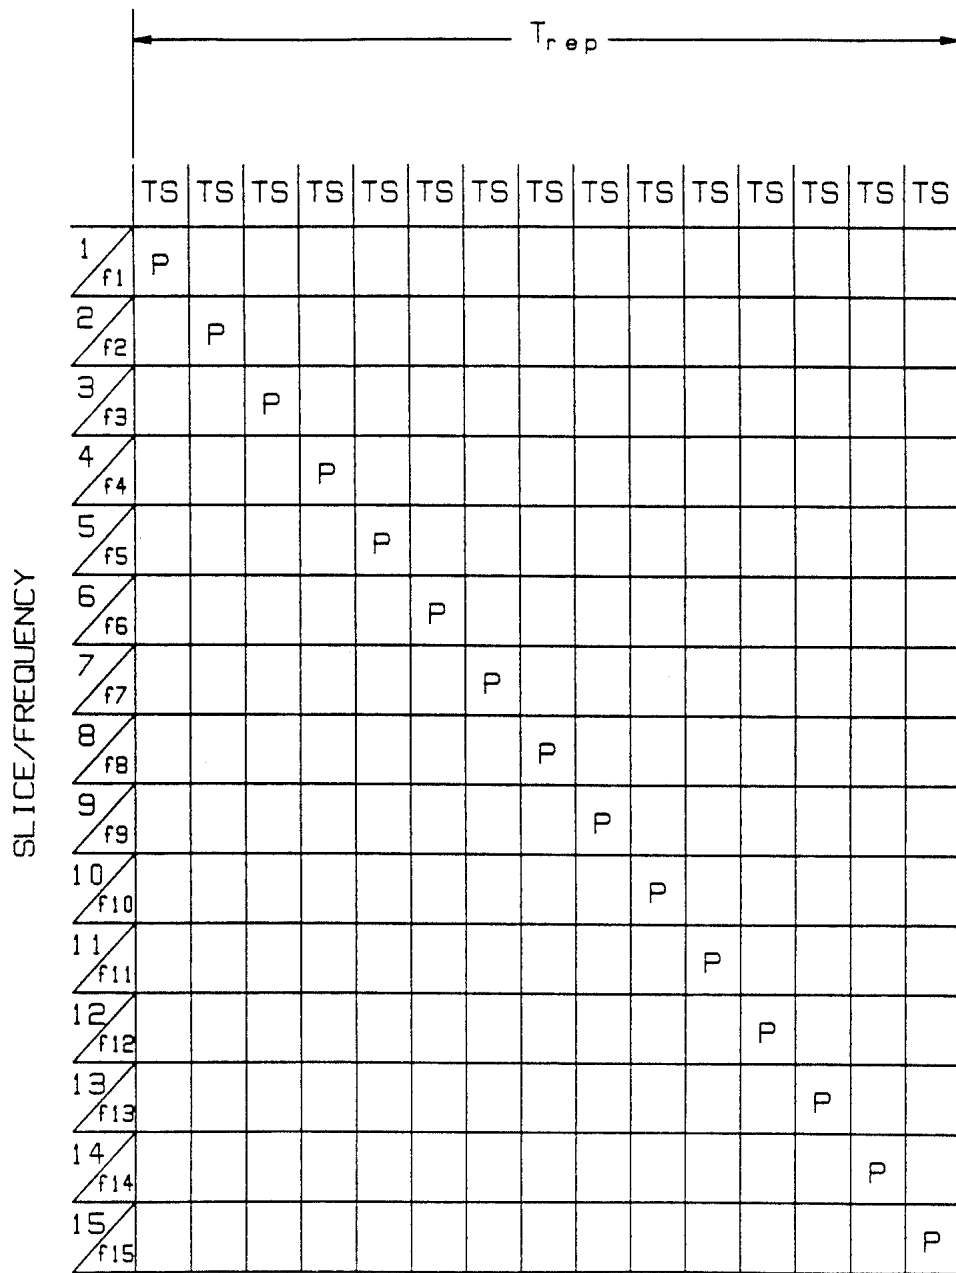 Trep
TS TS TS TS TS TS TS TS TS TS TS TS TS TS TS
SLICE/FREQUENCY
1 f1 P
2 f2 P
3 f3 P
4 f4 P
5 f5 P
6 f6 P
7 f7 P
8 f8 P
9 f9 P
10 f10 P
11 f11 P
12 f12 P
13 f13 P
14 f14 P
15 f15 P